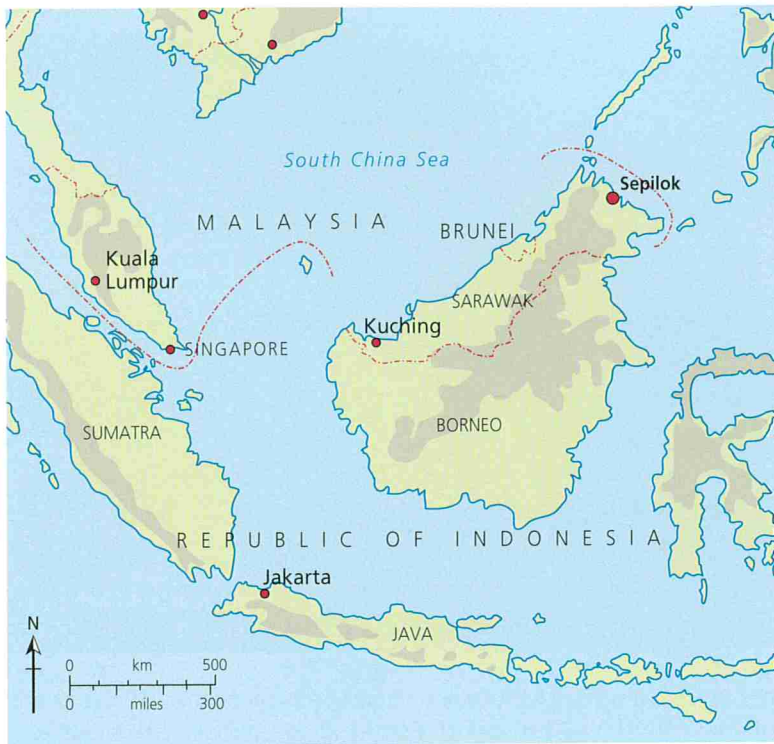 South China Sea
Sepilok
MALAYSIA
BRUNEI
Kuala
Lumpur
SARAWAK
Kuching
SINGAPORE
SUMATRA
BORNEO
REPUBLIC OF INDONESIA
Jakarta
JAVA
N
0 km 500
0 miles 300